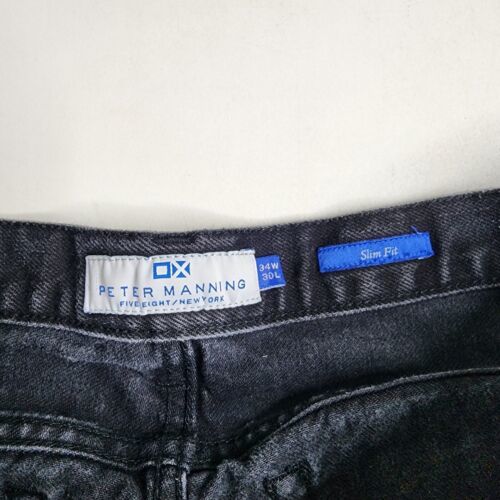 PETER MANNING
FIVE EIGHT/NEW YORK
34W
30L
Slim Fit